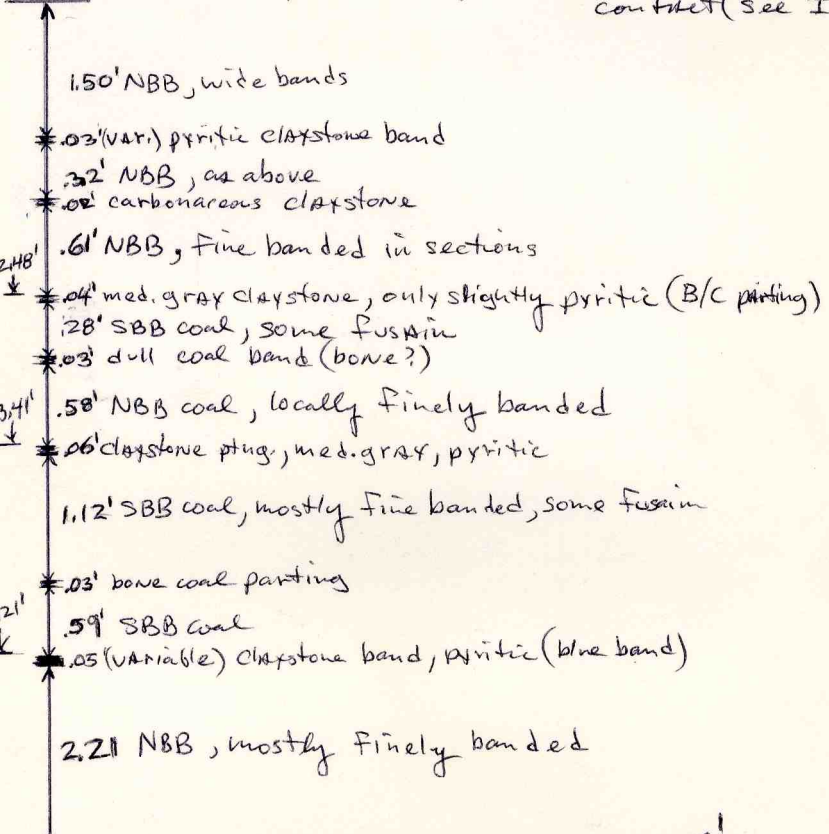 contact (see I
1.50' NBB, wide bands
.03' (VAri.) pyritic claystone band
.32' NBB, as above
.02' carbonareous claystone
.61' NBB, Fine banded in sections
2.48'
.04' med. gray claystone, only slightly pyritic (B/C parting)
.28' SBB coal, some fusain
.03' dull coal band (bone?)
3.41'
.58' NBB coal, locally finely banded
.06' claystone ptng., med. gray, pyritic
1.12' SBB coal, mostly fine banded, some fusain
.03' bone coal parting
21'
.59' SBB coal
.05 (variable) claystone band, pyritic (blue band)
2.21 NBB, mostly finely banded